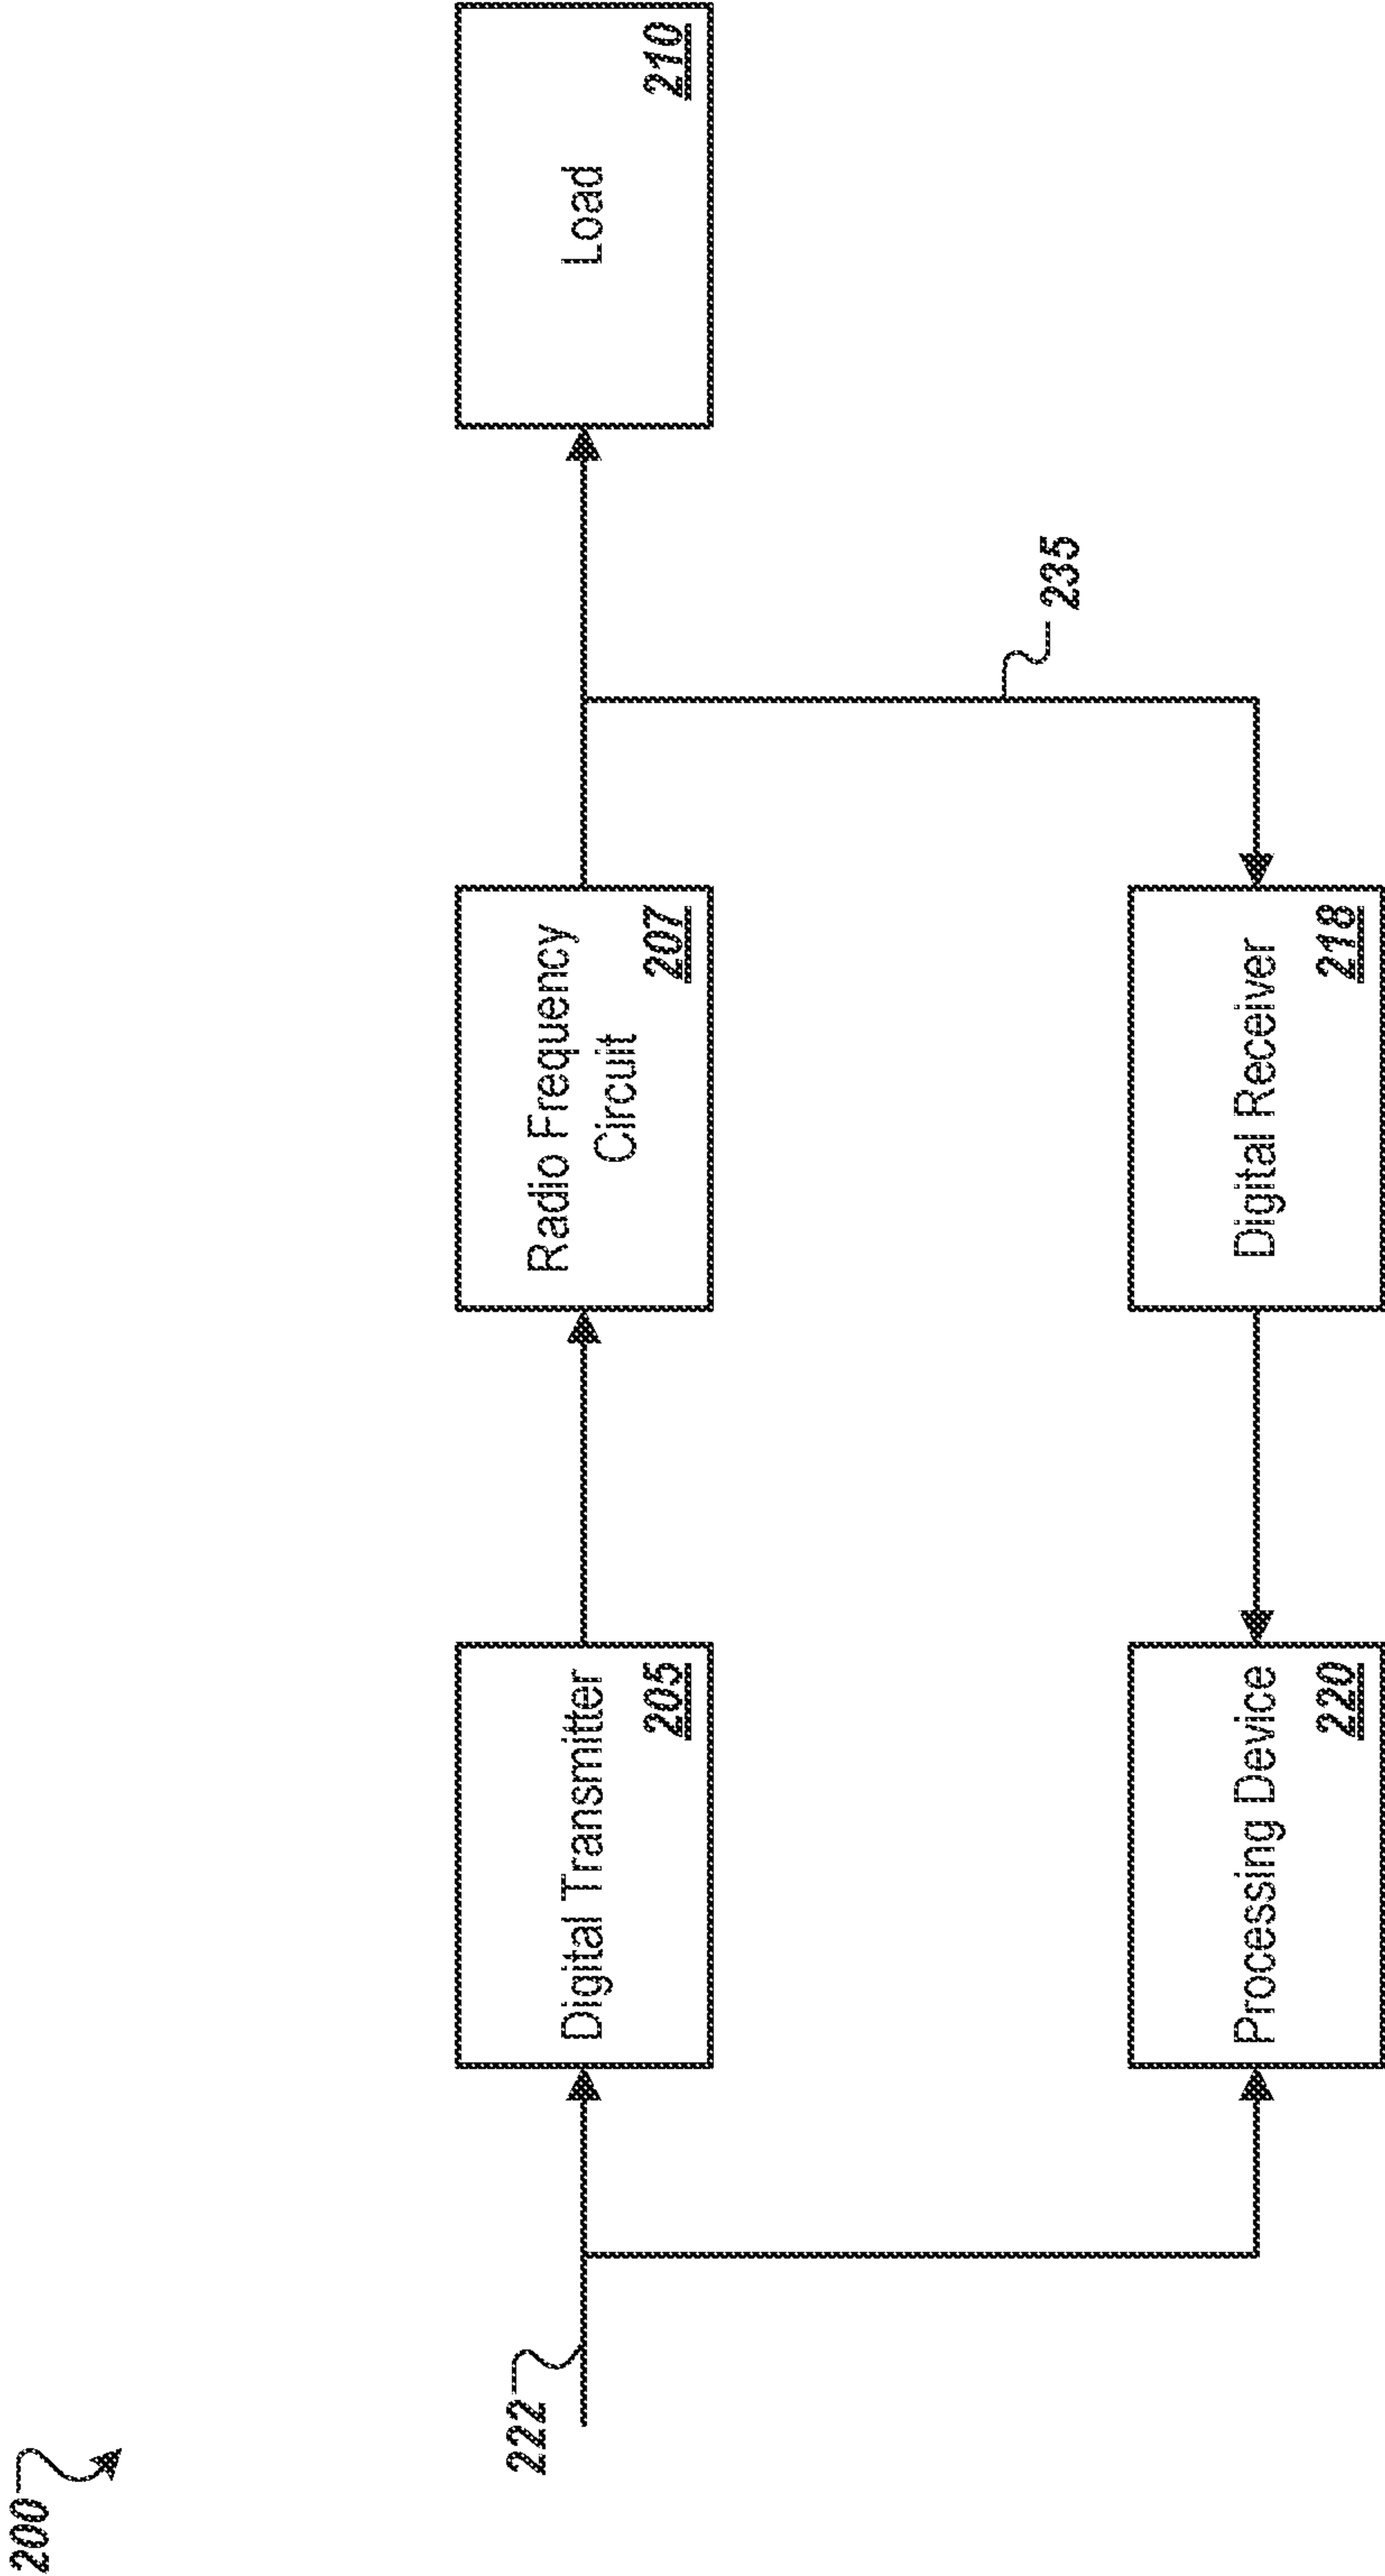 200
222
Digital Transmitter
205
Radio Frequency
Circuit
207
Load
210
235
Processing Device
220
Digital Receiver
218